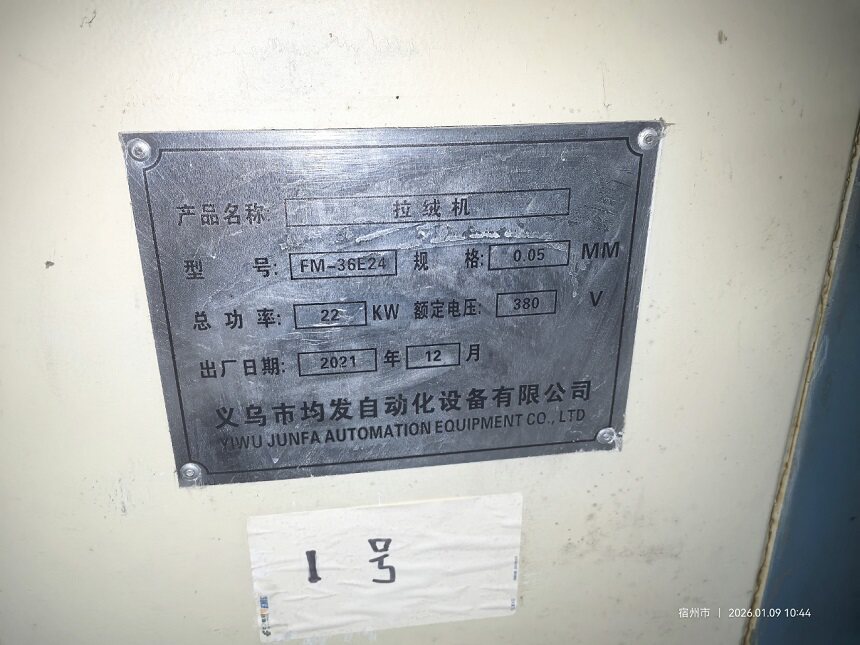 产品名称 拉绒机
型 号: FM-36E24 规 格: 0.05 MM
总功率: 22 KW 额定电压: 380 V
出厂日期: 2021 年 12 月
义乌市均发自动化设备有限公司
YIWU JUNFA AUTOMATION EQUIPMENT CO., LTD
1号
宿州市 | 2026.01.09 10:44